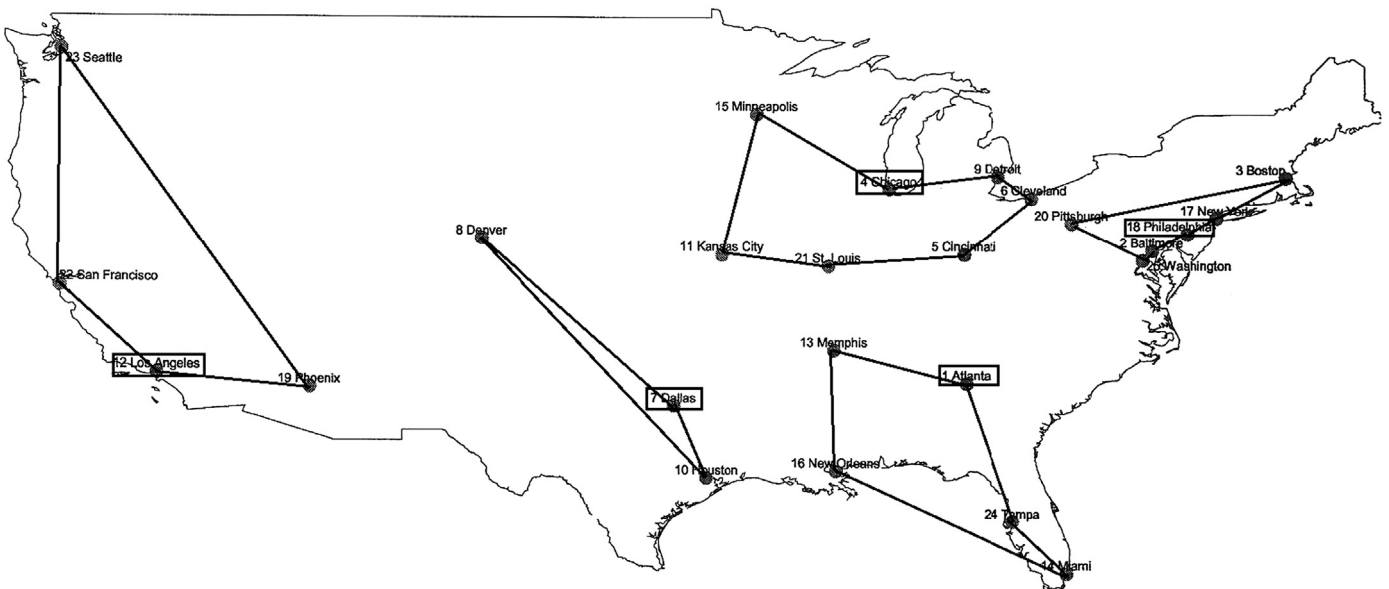 23 Seattle
15 Minneapolis
3 Boston
9 Detroit
4 Chicago
6 Cleveland
17 New York
20 Pittsburgh
18 Philadelphia
8 Denver
11 Kansas City
5 Cincinnati
2 Baltimore
21 St. Louis
25 Washington
22 San Francisco
13 Memphis
12 Los Angeles
1 Atlanta
19 Phoenix
7 Dallas
16 New Orleans
10 Houston
24 Tampa
14 Miami